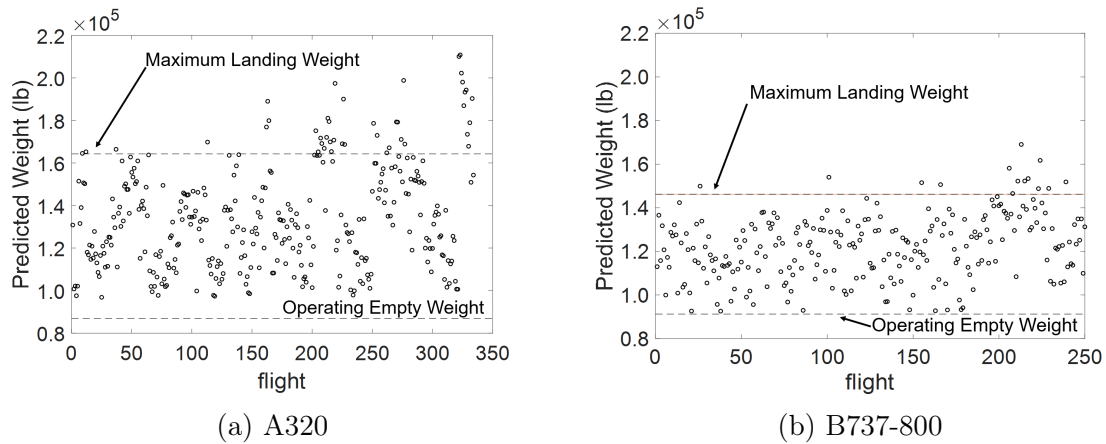 ×10⁵
2.2
2.0
1.8
1.6
1.4
1.2
1.0
0.8
Predicted Weight (lb)
Maximum Landing Weight
Operating Empty Weight
0 50 100 150 200 250 300 350
flight
(a) A320
×10⁵
2.2
2.0
1.8
1.6
1.4
1.2
1.0
0.8
Predicted Weight (lb)
Maximum Landing Weight
Operating Empty Weight
0 50 100 150 200 250
flight
(b) B737-800